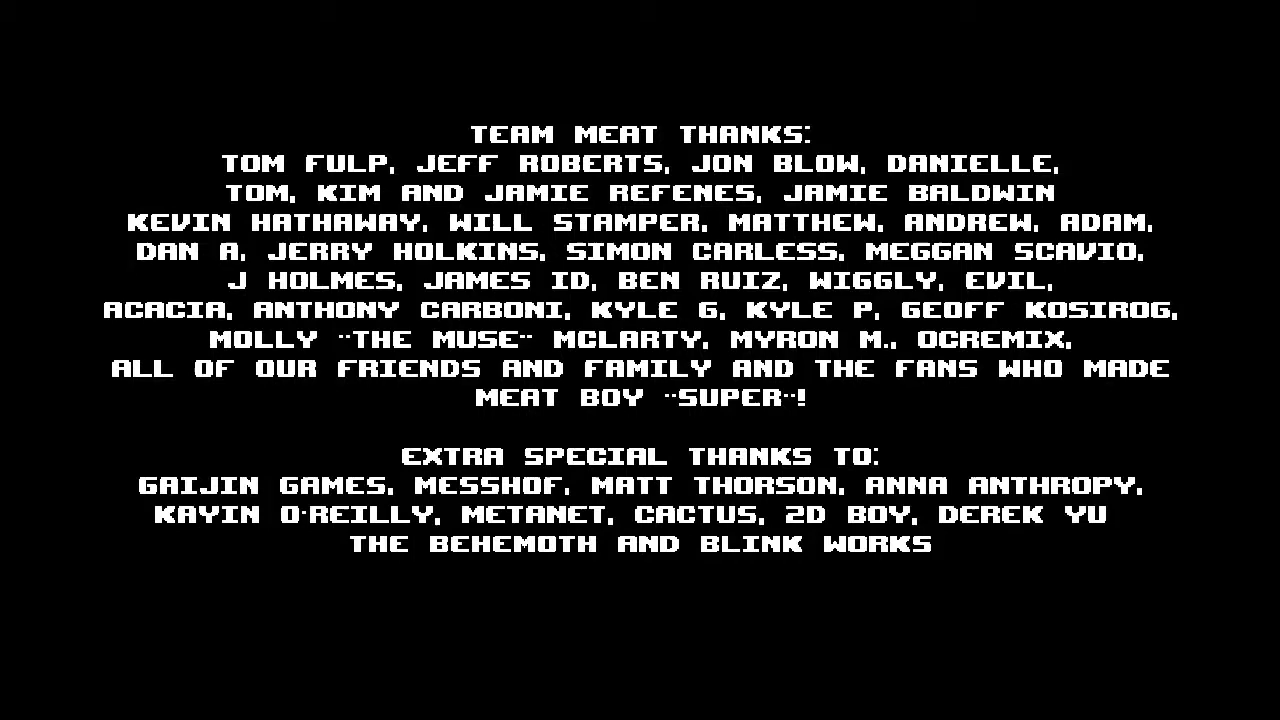 TEAM MEAT THANKS:
TOM FULP, JEFF ROBERTS, JON BLOW, DANIELLE,
TOM, KIM AND JAMIE REFENES, JAMIE BALDWIN
KEVIN HATHAWAY, WILL STAMPER, MATTHEW, ANDREW, ADAM,
DAN A, JERRY HOLKINS, SIMON CARLESS, MEGGAN SCAVIO,
J HOLMES, JAMES ID, BEN RUIZ, WIGGLY, EVIL,
ACACIA, ANTHONY CARBONI, KYLE G, KYLE P, GEOFF KOSIROG,
MOLLY "THE MUSE" MCLARTY, MYRON M., OCREMIX,
ALL OF OUR FRIENDS AND FAMILY AND THE FANS WHO MADE
MEAT BOY "SUPER"!
EXTRA SPECIAL THANKS TO:
GAIJIN GAMES, MESSHOF, MATT THORSON, ANNA ANTHROPY,
KAYIN O'REILLY, METANET, CACTUS, 2D BOY, DEREK YU
THE BEHEMOTH AND BLINK WORKS